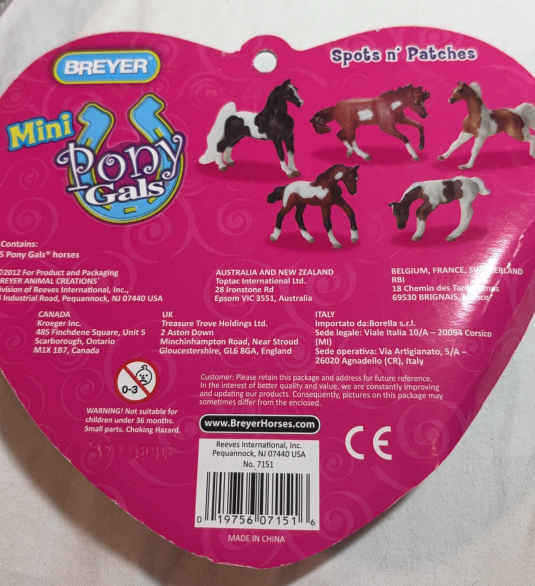 BREYER
Spots n' Patches
Mini
Pony
Gals
Contains:
5 Pony Gals® horses
©2012 For Product and Packaging
BREYER ANIMAL CREATIONS
Division of Reeves International, Inc.,
Industrial Road, Pequannock, NJ 07440 USA
AUSTRALIA AND NEW ZEALAND
Toptac International Ltd.
28 Ironstone Rd
Epsom VIC 3551, Australia
BELGIUM, FRANCE, SWITZERLAND
RBI
18 Chemin des
69530 BRIGNAIS, France
CANADA
Kroeger Inc.
485 Finchdene Square, Unit 5
Scarborough, Ontario
M1X 1B7, Canada
UK
Treasure Trove Holdings Ltd.
2 Aston Down
Minchinhampton Road, Near Stroud
Gloucestershire, GL6 8GA, England
ITALY
Importato da:Borella s.r.l.
Sede legale: Viale Italia 10/A – 20094 Corsico
(MI)
Sede operativa: Via Artigianato, 5/A –
26020 Agnadello (CR), Italy
0-3
WARNING! Not suitable for
children under 36 months.
Small parts. Choking Hazard.
Customer: Please retain this package and address for future reference.
In the interest of better quality and value, we are constantly improving
and updating our products. Consequently, pictures on this package may
sometimes differ from the enclosed.
www.BreyerHorses.com
CE
Reeves International, Inc.
Pequannock, NJ 07440 USA
No. 7151
0 19756 07151 6
MADE IN CHINA